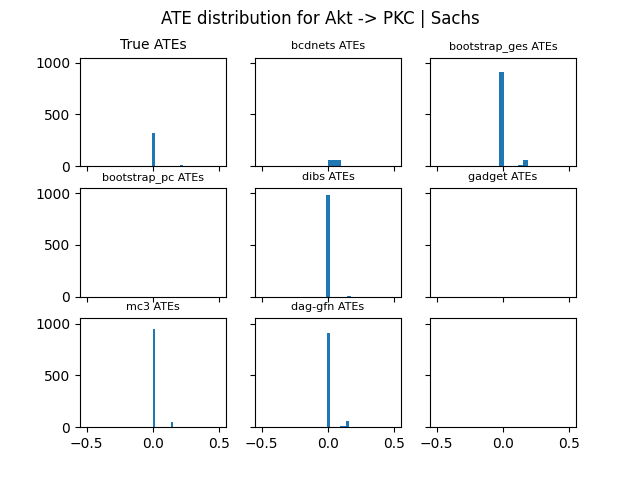 ATE distribution for Akt -> PKC | Sachs
True ATEs
bcdnets ATEs
bootstrap_ges ATEs
1000
500
0
bootstrap_pc ATEs
dibs ATEs
gadget ATEs
1000
500
0
mc3 ATEs
dag-gfn ATEs
1000
500
0
−0.5 0.0 0.5
−0.5 0.0 0.5
−0.5 0.0 0.5